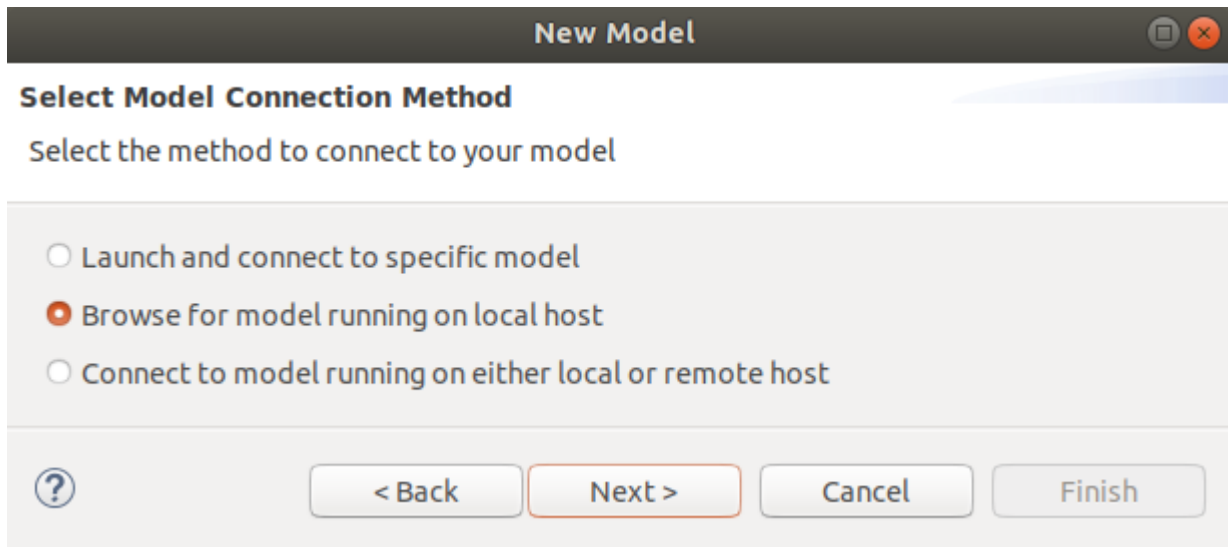 New Model
Select Model Connection Method
Select the method to connect to your model
Launch and connect to specific model
Browse for model running on local host
Connect to model running on either local or remote host
? < Back Next > Cancel Finish